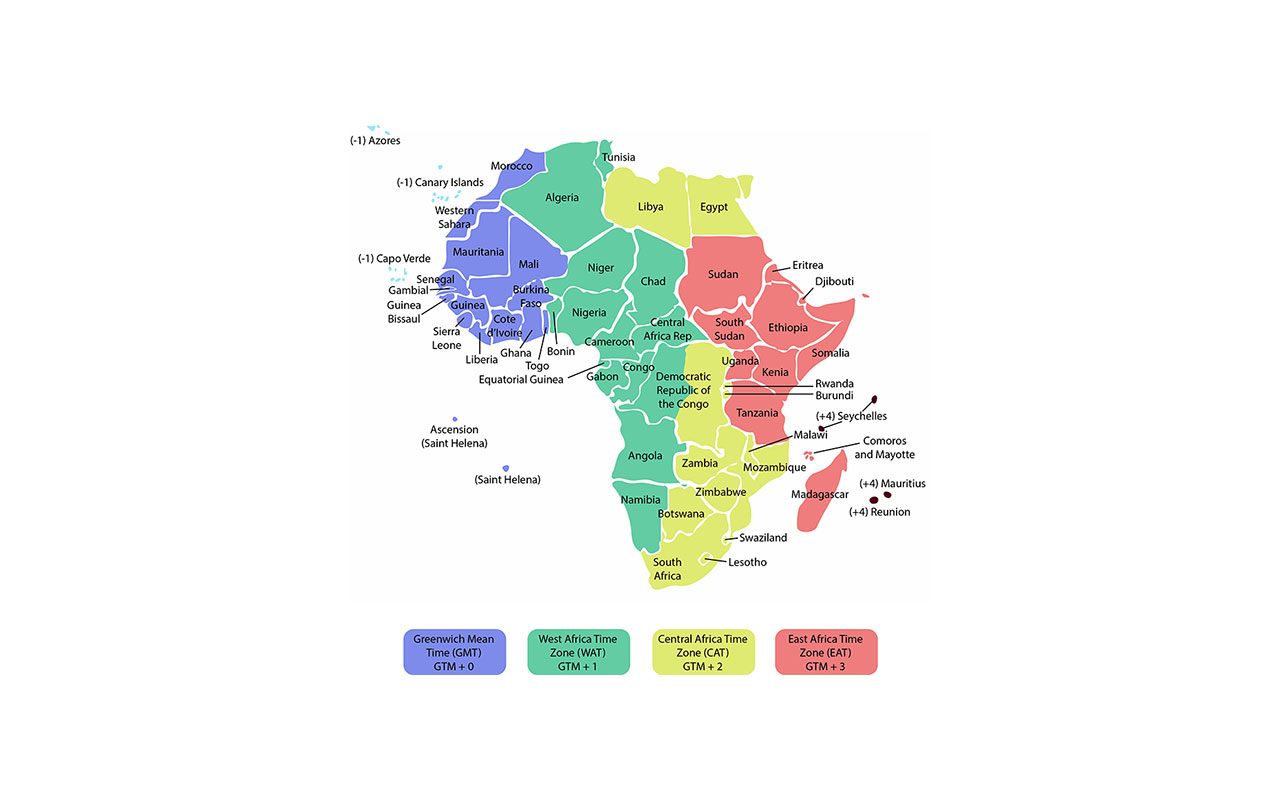 (-1) Azores
Morocco
Tunisia
(-1) Canary Islands
Algeria
Libya
Egypt
Western
Sahara
Mauritania
(-1) Capo Verde
Mali
Niger
Chad
Sudan
Eritrea
Djibouti
Senegal
Gambial
Guinea
Bissaul
Guinea
Burkina
Faso
Nigeria
Sierra
Leone
Cote
d'Ivoire
Liberia
Ghana
Togo
Bonin
Cameroon
Central
Africa Rep
South
Sudan
Ethiopia
Somalia
Equatorial Guinea
Gabon
Congo
Democratic
Republic of
the Congo
Uganda
Kenia
Rwanda
Burundi
Tanzania
(+4) Seychelles
Ascension
(Saint Helena)
Malawi
Comoros
and Mayotte
(Saint Helena)
Angola
Zambia
Mozambique
(+4) Mauritius
Namibia
Zimbabwe
Madagascar
Botswana
(+4) Reunion
Swaziland
South
Africa
Lesotho
Greenwich Mean
Time (GMT)
GTM + 0
West Africa Time
Zone (WAT)
GTM + 1
Central Africa Time
Zone (CAT)
GTM + 2
East Africa Time
Zone (EAT)
GTM + 3